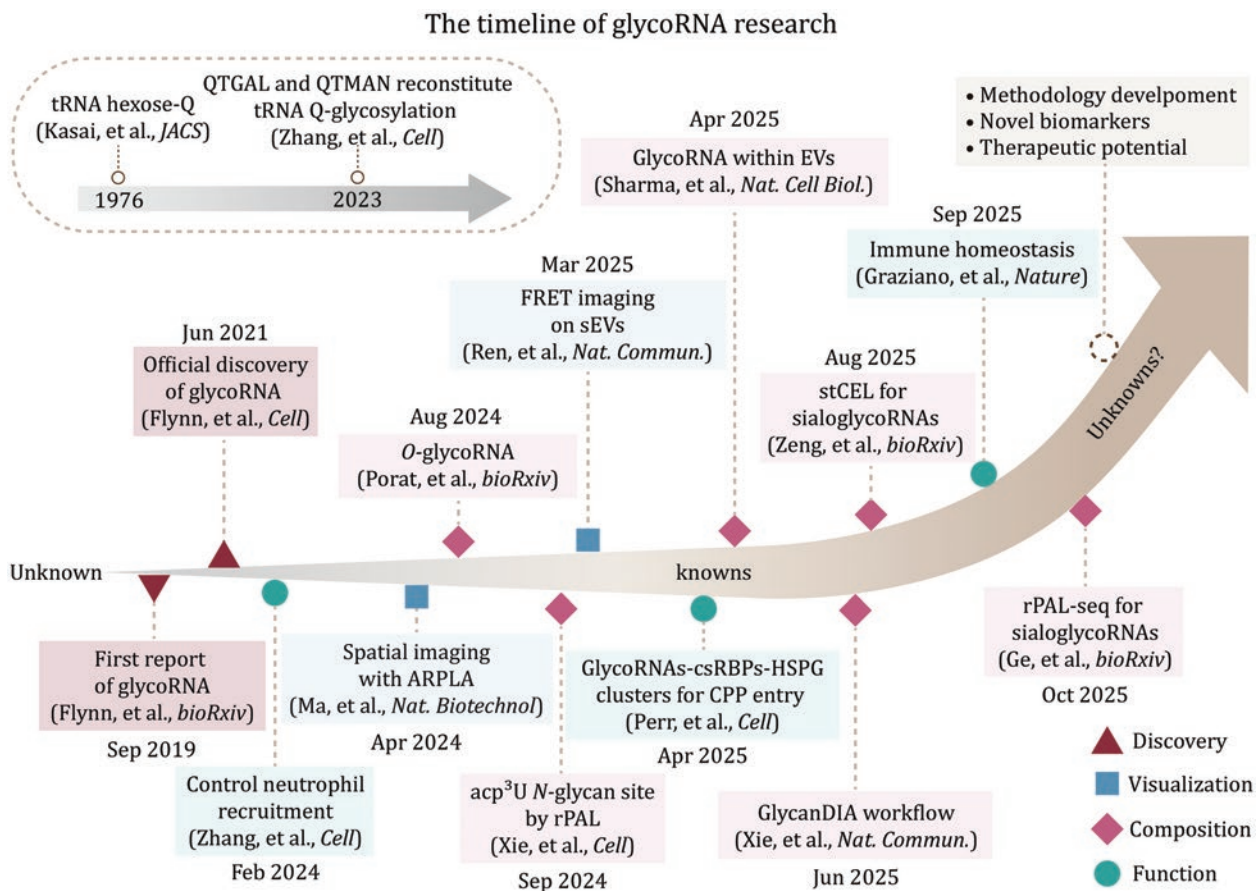 The timeline of glycoRNA research
tRNA hexose-Q
(Kasai, et al., JACS)
1976
QTGAL and QTMAN reconstitute
tRNA Q-glycosylation
(Zhang, et al., Cell)
2023
Apr 2025
GlycoRNA within EVs
(Sharma, et al., Nat. Cell Biol.)
• Methodology develpoment
• Novel biomarkers
• Therapeutic potential
Sep 2025
Immune homeostasis
(Graziano, et al., Nature)
Mar 2025
FRET imaging
on sEVs
(Ren, et al., Nat. Commun.)
Jun 2021
Official discovery
of glycoRNA
(Flynn, et al., Cell)
Aug 2024
O-glycoRNA
(Porat, et al., bioRxiv)
Aug 2025
stCEL for
sialoglycoRNAs
(Zeng, et al., bioRxiv)
Unknown
knowns
Unknowns?
First report
of glycoRNA
(Flynn, et al., bioRxiv)
Sep 2019
Control neutrophil
recruitment
(Zhang, et al., Cell)
Feb 2024
Spatial imaging
with ARPLA
(Ma, et al., Nat. Biotechnol)
Apr 2024
acp³U N-glycan site
by rPAL
(Xie, et al., Cell)
Sep 2024
GlycoRNAs-csRBPs-HSPG
clusters for CPP entry
(Perr, et al., Cell)
Apr 2025
GlycanDIA workflow
(Xie, et al., Nat. Commun.)
Jun 2025
rPAL-seq for
sialoglycoRNAs
(Ge, et al., bioRxiv)
Oct 2025
Discovery
Visualization
Composition
Function